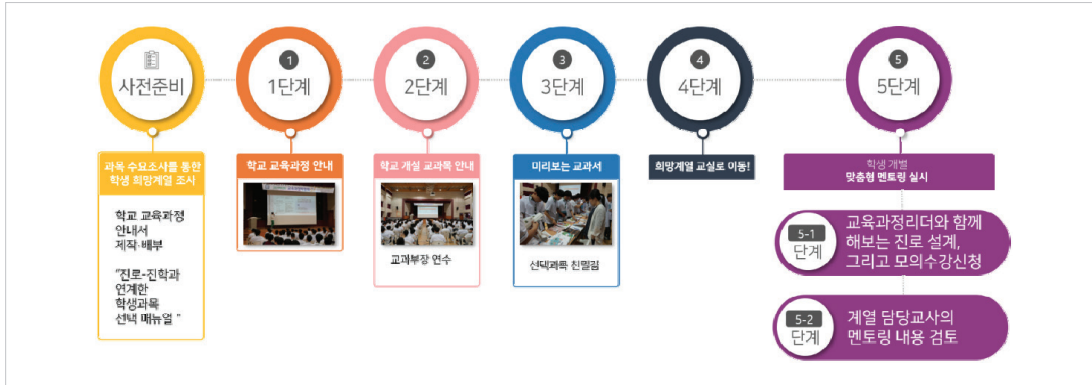 사전준비
과목 수요조사를 통한
학생 희망계열 조사
학교 교육과정
안내서
제작·배부
"진로-진학과
연계한
학생과목
선택 매뉴얼 "
1
1단계
학교 교육과정 안내
2
2단계
학교 개설 교과목 안내
교과부장 연수
3
3단계
미리보는 교과서
선택과목 친밀감
4
4단계
희망계열 교실로 이동!
5
5단계
학생 개별
맞춤형 멘토링 실시
5-1
단계
교육과정리더와 함께
해보는 진로 설계,
그리고 모의수강신청
5-2
단계
계열 담당교사의
멘토링 내용 검토